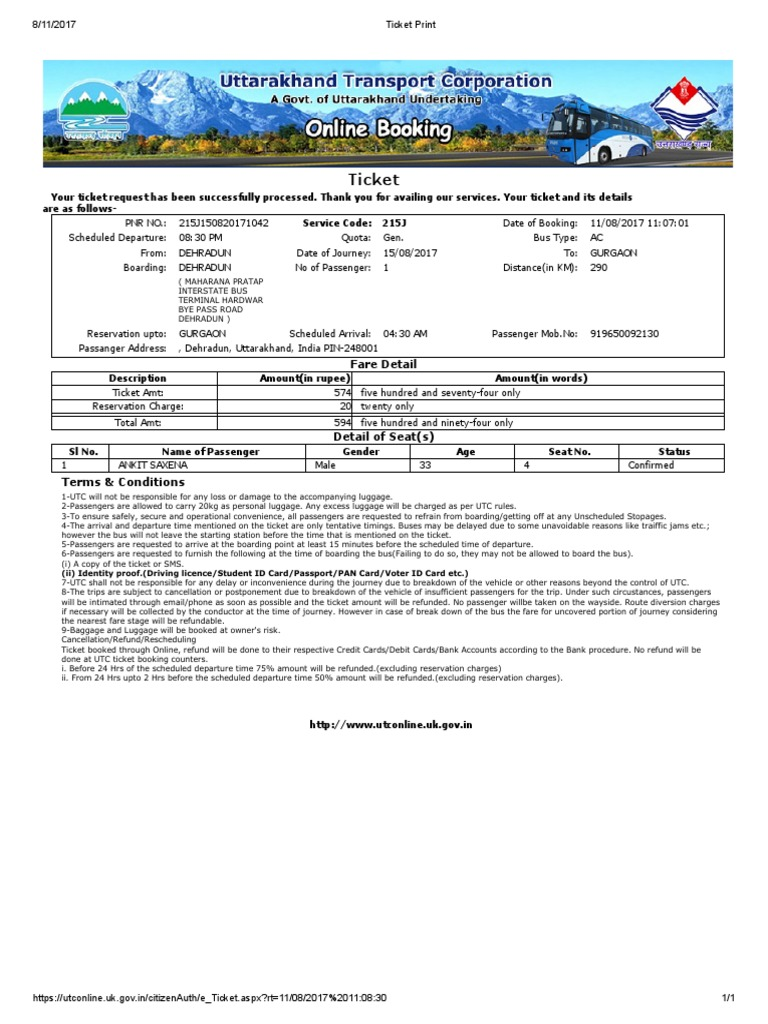 8/11/2017 Ticket Print
Uttarakhand Transport Corporation
A Govt. of Uttarakhand Undertaking
Online Booking
Ticket
Your ticket request has been successfully processed. Thank you for availing our services. Your ticket and its details
are as follows-
PNR NO.: 215J150820171042 Service Code: 215J Date of Booking: 11/08/2017 11:07:01
Scheduled Departure: 08:30 PM Quota: Gen. Bus Type: AC
From: DEHRADUN Date of Journey: 15/08/2017 To: GURGAON
Boarding: DEHRADUN No of Passenger: 1 Distance(in KM): 290
( MAHARANA PRATAP
INTERSTATE BUS
TERMINAL HARDWAR
BYE PASS ROAD
DEHRADUN )
Reservation upto: GURGAON Scheduled Arrival: 04:30 AM Passenger Mob.No: 919650092130
Passanger Address: , Dehradun, Uttarakhand, India PIN-248001
Fare Detail
Description Amount(in rupee) Amount(in words)
Ticket Amt: 574 five hundred and seventy-four only
Reservation Charge: 20 twenty only
Total Amt: 594 five hundred and ninety-four only
Detail of Seat(s)
Sl No. Name of Passenger Gender Age Seat No. Status
1 ANKIT SAXENA Male 33 4 Confirmed
Terms & Conditions
1-UTC will not be responsible for any loss or damage to the accompanying luggage.
2-Passengers are allowed to carry 20kg as personal luggage. Any excess luggage will be charged as per UTC rules.
3-To ensure safely, secure and operational convenience, all passengers are requested to refrain from boarding/getting off at any Unscheduled Stopages.
4-The arrival and departure time mentioned on the ticket are only tentative timings. Buses may be delayed due to some unavoidable reasons like traiffic jams etc.;
however the bus will not leave the starting station before the time that is mentioned on the ticket.
5-Passengers are requested to arrive at the boarding point at least 15 minutes before the scheduled time of departure.
6-Passengers are requested to furnish the following at the time of boarding the bus(Failing to do so, they may not be allowed to board the bus).
(i) A copy of the ticket or SMS.
(ii) Identity proof.(Driving licence/Student ID Card/Passport/PAN Card/Voter ID Card etc.)
7-UTC shall not be responsible for any delay or inconvenience during the journey due to breakdown of the vehicle or other reasons beyond the control of UTC.
8-The trips are subject to cancellation or postponement due to breakdown of the vehicle of insufficient passengers for the trip. Under such circustances, passengers
will be intimated through email/phone as soon as possible and the ticket amount will be refunded. No passenger willbe taken on the wayside. Route diversion charges
if necessary will be collected by the conductor at the time of journey. However in case of break down of the bus the fare for uncovered portion of journey considering
the nearest fare stage will be refundable.
9-Baggage and Luggage will be booked at owner's risk.
Cancellation/Refund/Rescheduling
Ticket booked through Online, refund will be done to their respective Credit Cards/Debit Cards/Bank Accounts according to the Bank procedure. No refund will be
done at UTC ticket booking counters.
i. Before 24 Hrs of the scheduled departure time 75% amount will be refunded.(excluding reservation charges)
ii. From 24 Hrs upto 2 Hrs before the scheduled departure time 50% amount will be refunded.(excluding reservation charges).
http://www.utconline.uk.gov.in
https://utconline.uk.gov.in/citizenAuth/e_Ticket.aspx?rt=11/08/2017%2011:08:30 1/1